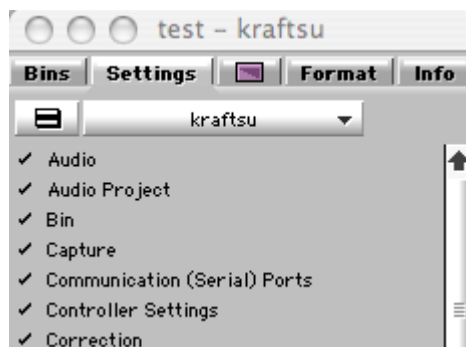 test – kraftsu
Bins Settings Format Info
kraftsu
✓ Audio
✓ Audio Project
✓ Bin
✓ Capture
✓ Communication (Serial) Ports
✓ Controller Settings
✓ Correction